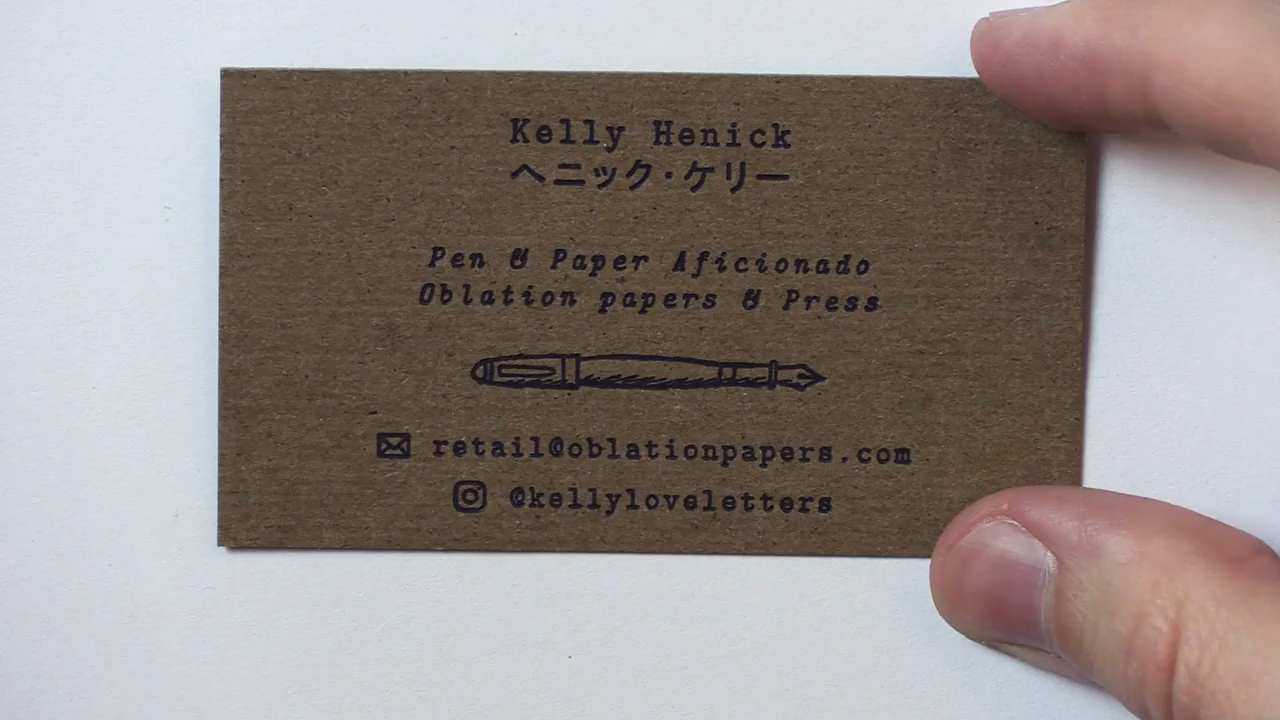 Kelly Henick
ヘニック・ケリー
Pen & Paper Aficionado
Oblation papers & Press
retail@oblationpapers.com
@kellyloveletters